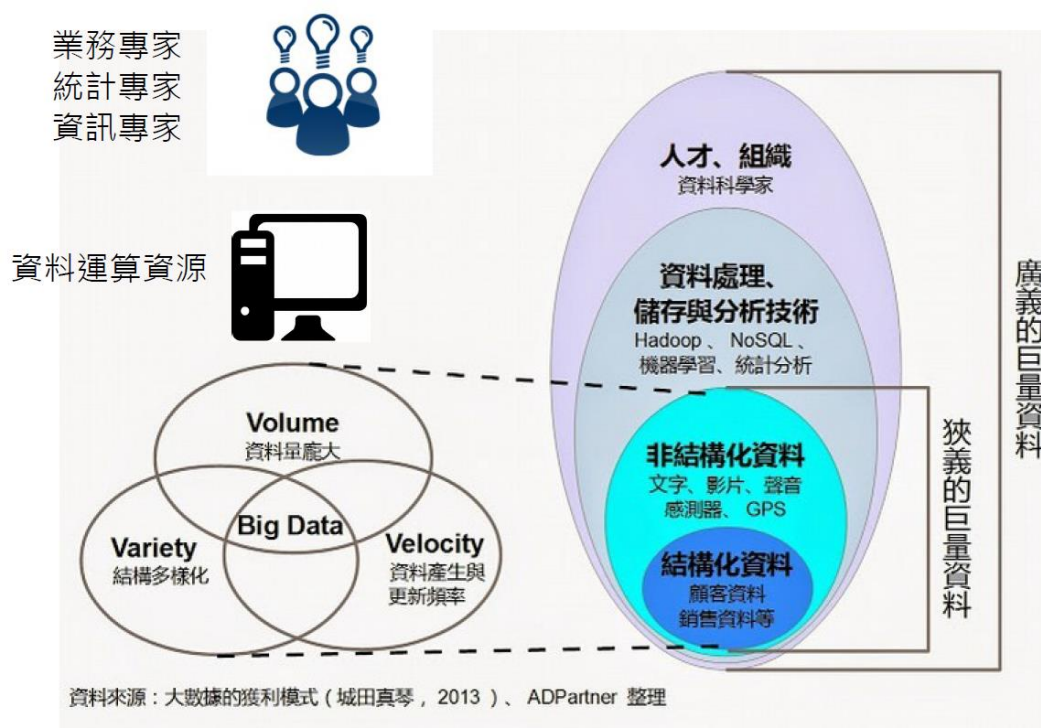 業務專家
統計專家
資訊專家
資料運算資源
Volume
資料量龐大
Big Data
Variety
結構多樣化
Velocity
資料產生與
更新頻率
人才、組織
資料科學家
資料處理、
儲存與分析技術
Hadoop 、 NoSQL 、
機器學習、統計分析
非結構化資料
文字、影片、聲音
感測器、 GPS
結構化資料
顧客資料
銷售資料等
狹義的巨量資料
廣義的巨量資料
資料來源：大數據的獲利模式 ( 城田真琴 , 2013 ) 、 ADPartner 整理